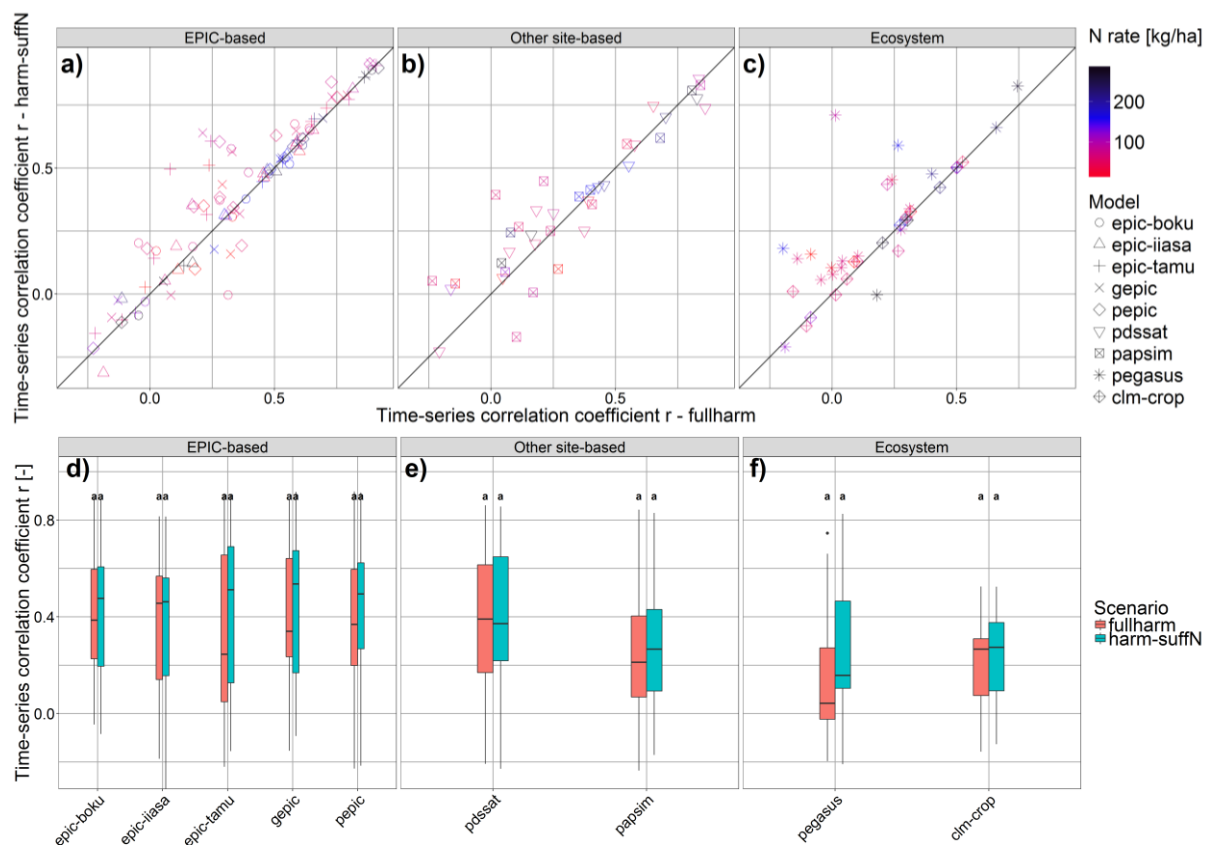 EPIC-based
Other site-based
Ecosystem
a)
b)
c)
Time-series correlation coefficient r - harm-suffN
0.5
0.0
0.0
0.5
0.0
0.5
0.0
0.5
Time-series correlation coefficient r - fullharm
N rate [kg/ha]
200
100
Model
epic-boku
epic-iiasa
epic-tamu
gepic
pepic
pdssat
papsim
pegasus
clm-crop
EPIC-based
Other site-based
Ecosystem
d)
e)
f)
Time-series correlation coefficient r [-]
0.8
0.4
0.0
aa aa aa aa aa
a a a a
a a a a
epic-boku
epic-iiasa
epic-tamu
gepic
pepic
pdssat
papsim
pegasus
clm-crop
Scenario
fullharm
harm-suffN